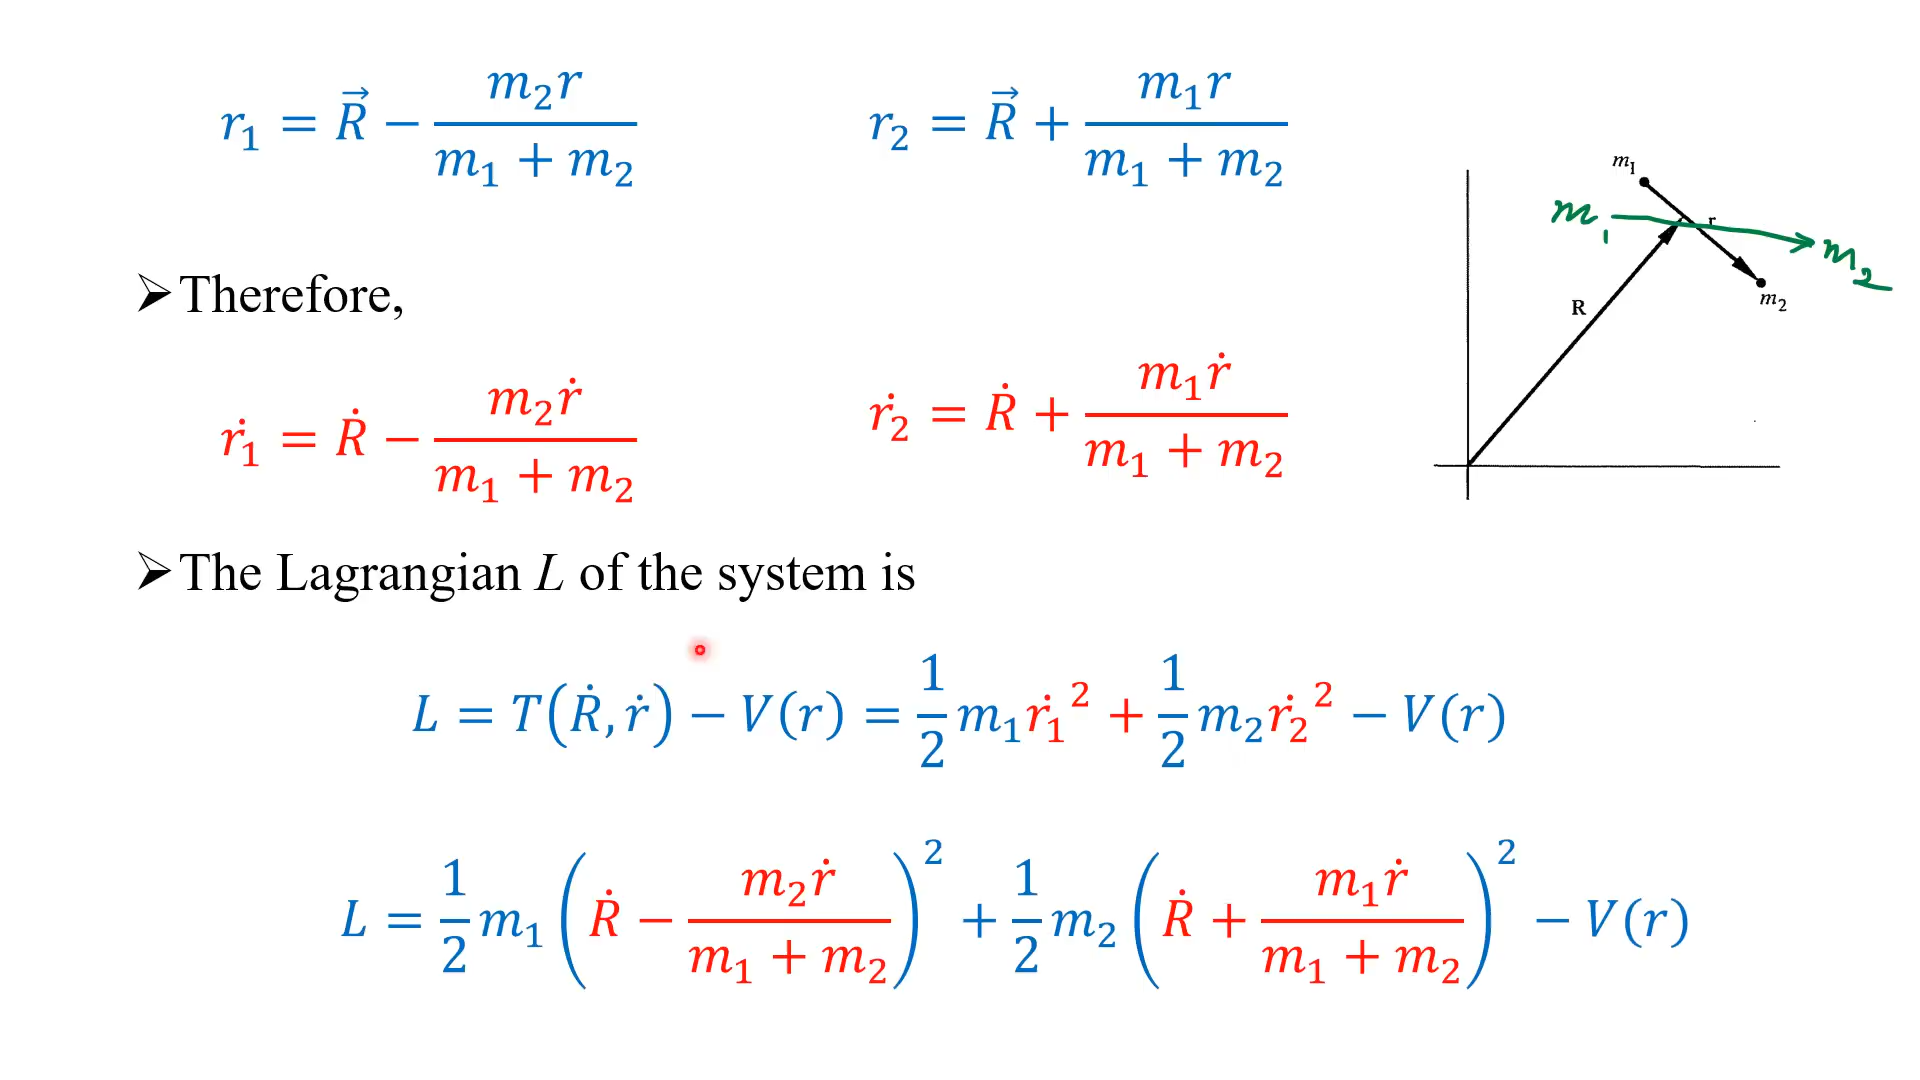 r₁ = R⃗ − m₂r / (m₁ + m₂)    r₂ = R⃗ + m₁r / (m₁ + m₂)
m₁
m₁ r m₂
R m₂
➢Therefore,
ṙ₁ = Ṙ − m₂ṙ / (m₁ + m₂)    ṙ₂ = Ṙ + m₁ṙ / (m₁ + m₂)
➢The Lagrangian L of the system is
L = T(Ṙ, ṙ) − V(r) = 1/2 m₁ṙ₁² + 1/2 m₂ṙ₂² − V(r)
L = 1/2 m₁ (Ṙ − m₂ṙ / (m₁ + m₂))² + 1/2 m₂ (Ṙ + m₁ṙ / (m₁ + m₂))² − V(r)